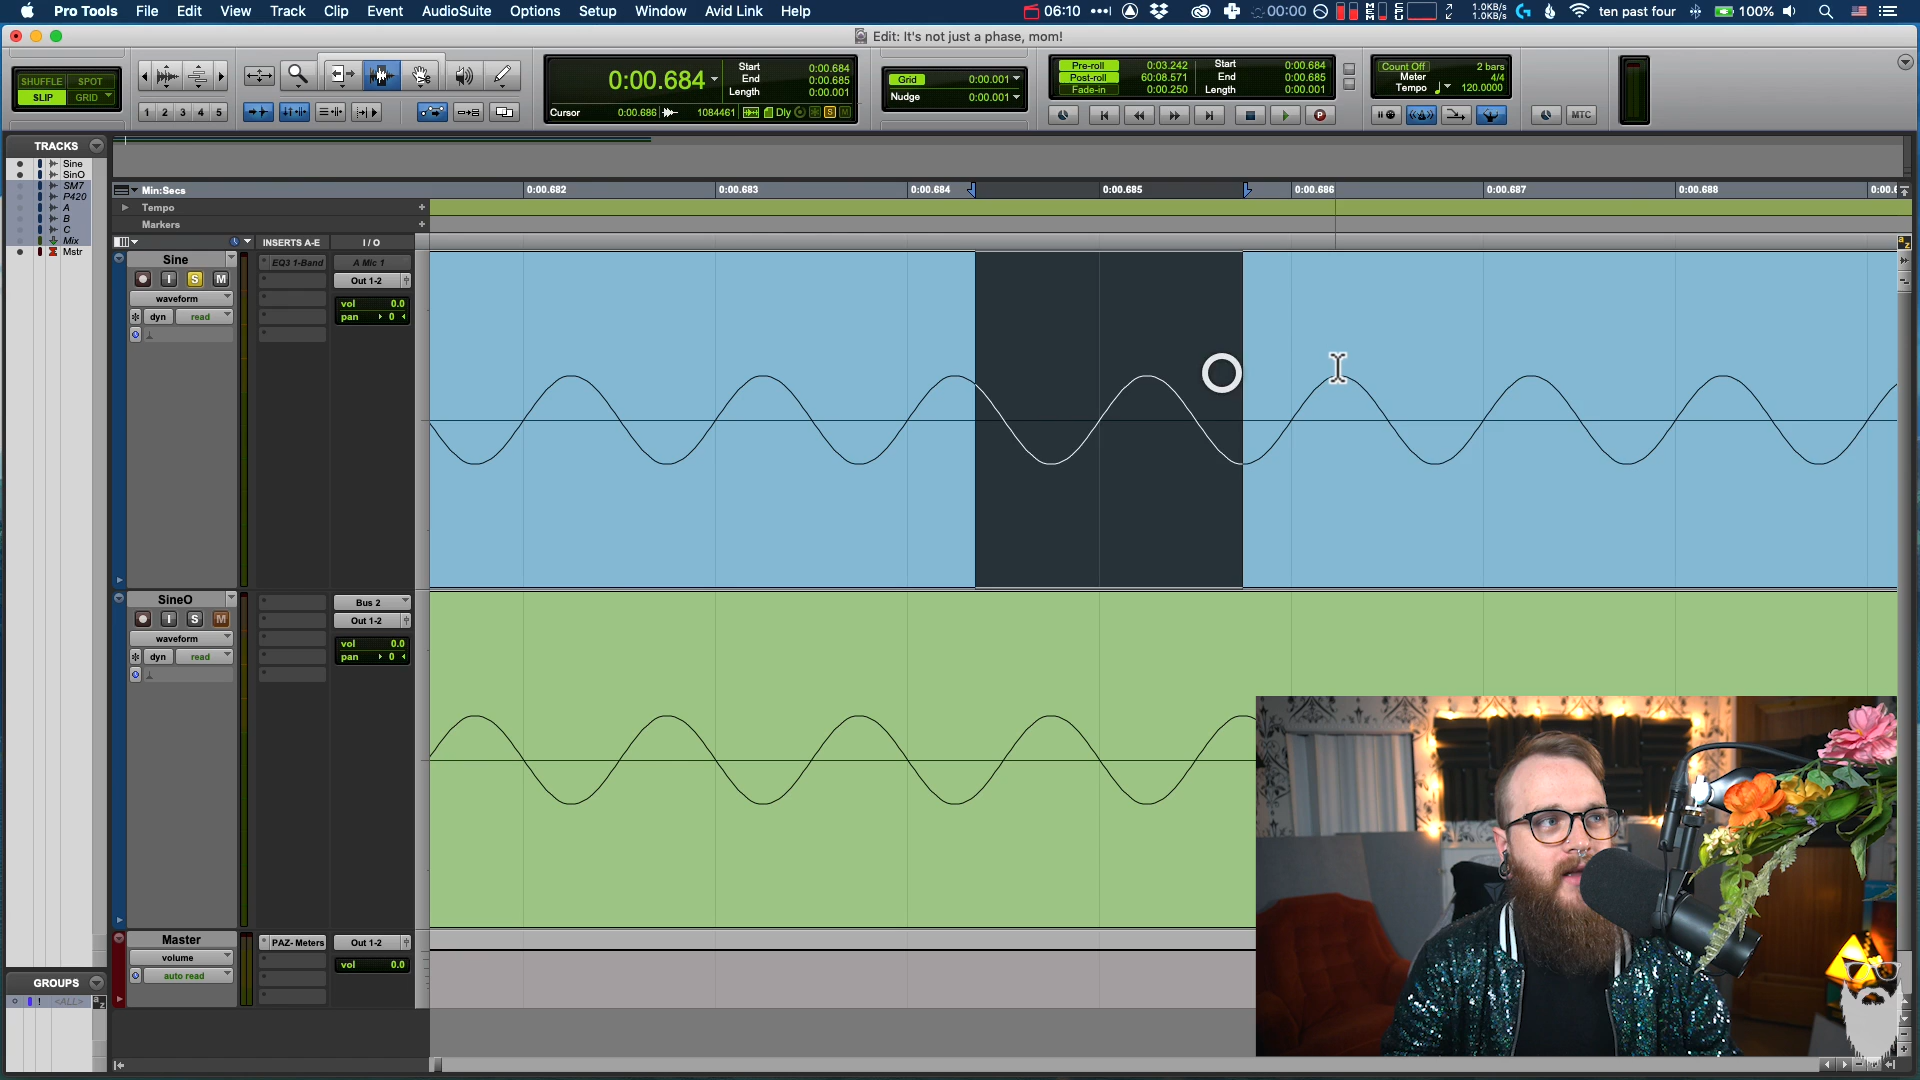 Pro Tools File Edit View Track Clip Event AudioSuite Options Setup Window Avid Link Help 06:10 00:00 MEM CPU 1.0KB/s 1.0KB/s ten past four 100%
Edit: It's not just a phase, mom!
SHUFFLE SPOT
SLIP GRID
1 2 3 4 5
0:00.684
Start 0:00.684
End 0:00.685
Length 0:00.001
Cursor 0:00.686 1084461 Dly S M
Grid 0:00.001
Nudge 0:00.001
Pre-roll 0:03.242
Post-roll 60:08.571
Fade-in 0:00.250
Start 0:00.684
End 0:00.685
Length 0:00.001
Count Off 2 bars
Meter 4/4
Tempo 120.0000
MTC
TRACKS
Sine
SinO
SM7
P420
A
B
C
Mix
Mstr
GROUPS
! <ALL>
a z
Min:Secs 0:00.682 0:00.683 0:00.684 0:00.685 0:00.686 0:00.687 0:00.688
Tempo
Markers
INSERTS A-E I / O
Sine
I S M
waveform
dyn read
EQ3 1-Band
A Mic 1
Out 1-2
vol 0.0
pan 0
SineO
I S M
waveform
dyn read
Bus 2
Out 1-2
vol 0.0
pan 0
Master
volume
auto read
PAZ- Meters
Out 1-2
vol 0.0
a z